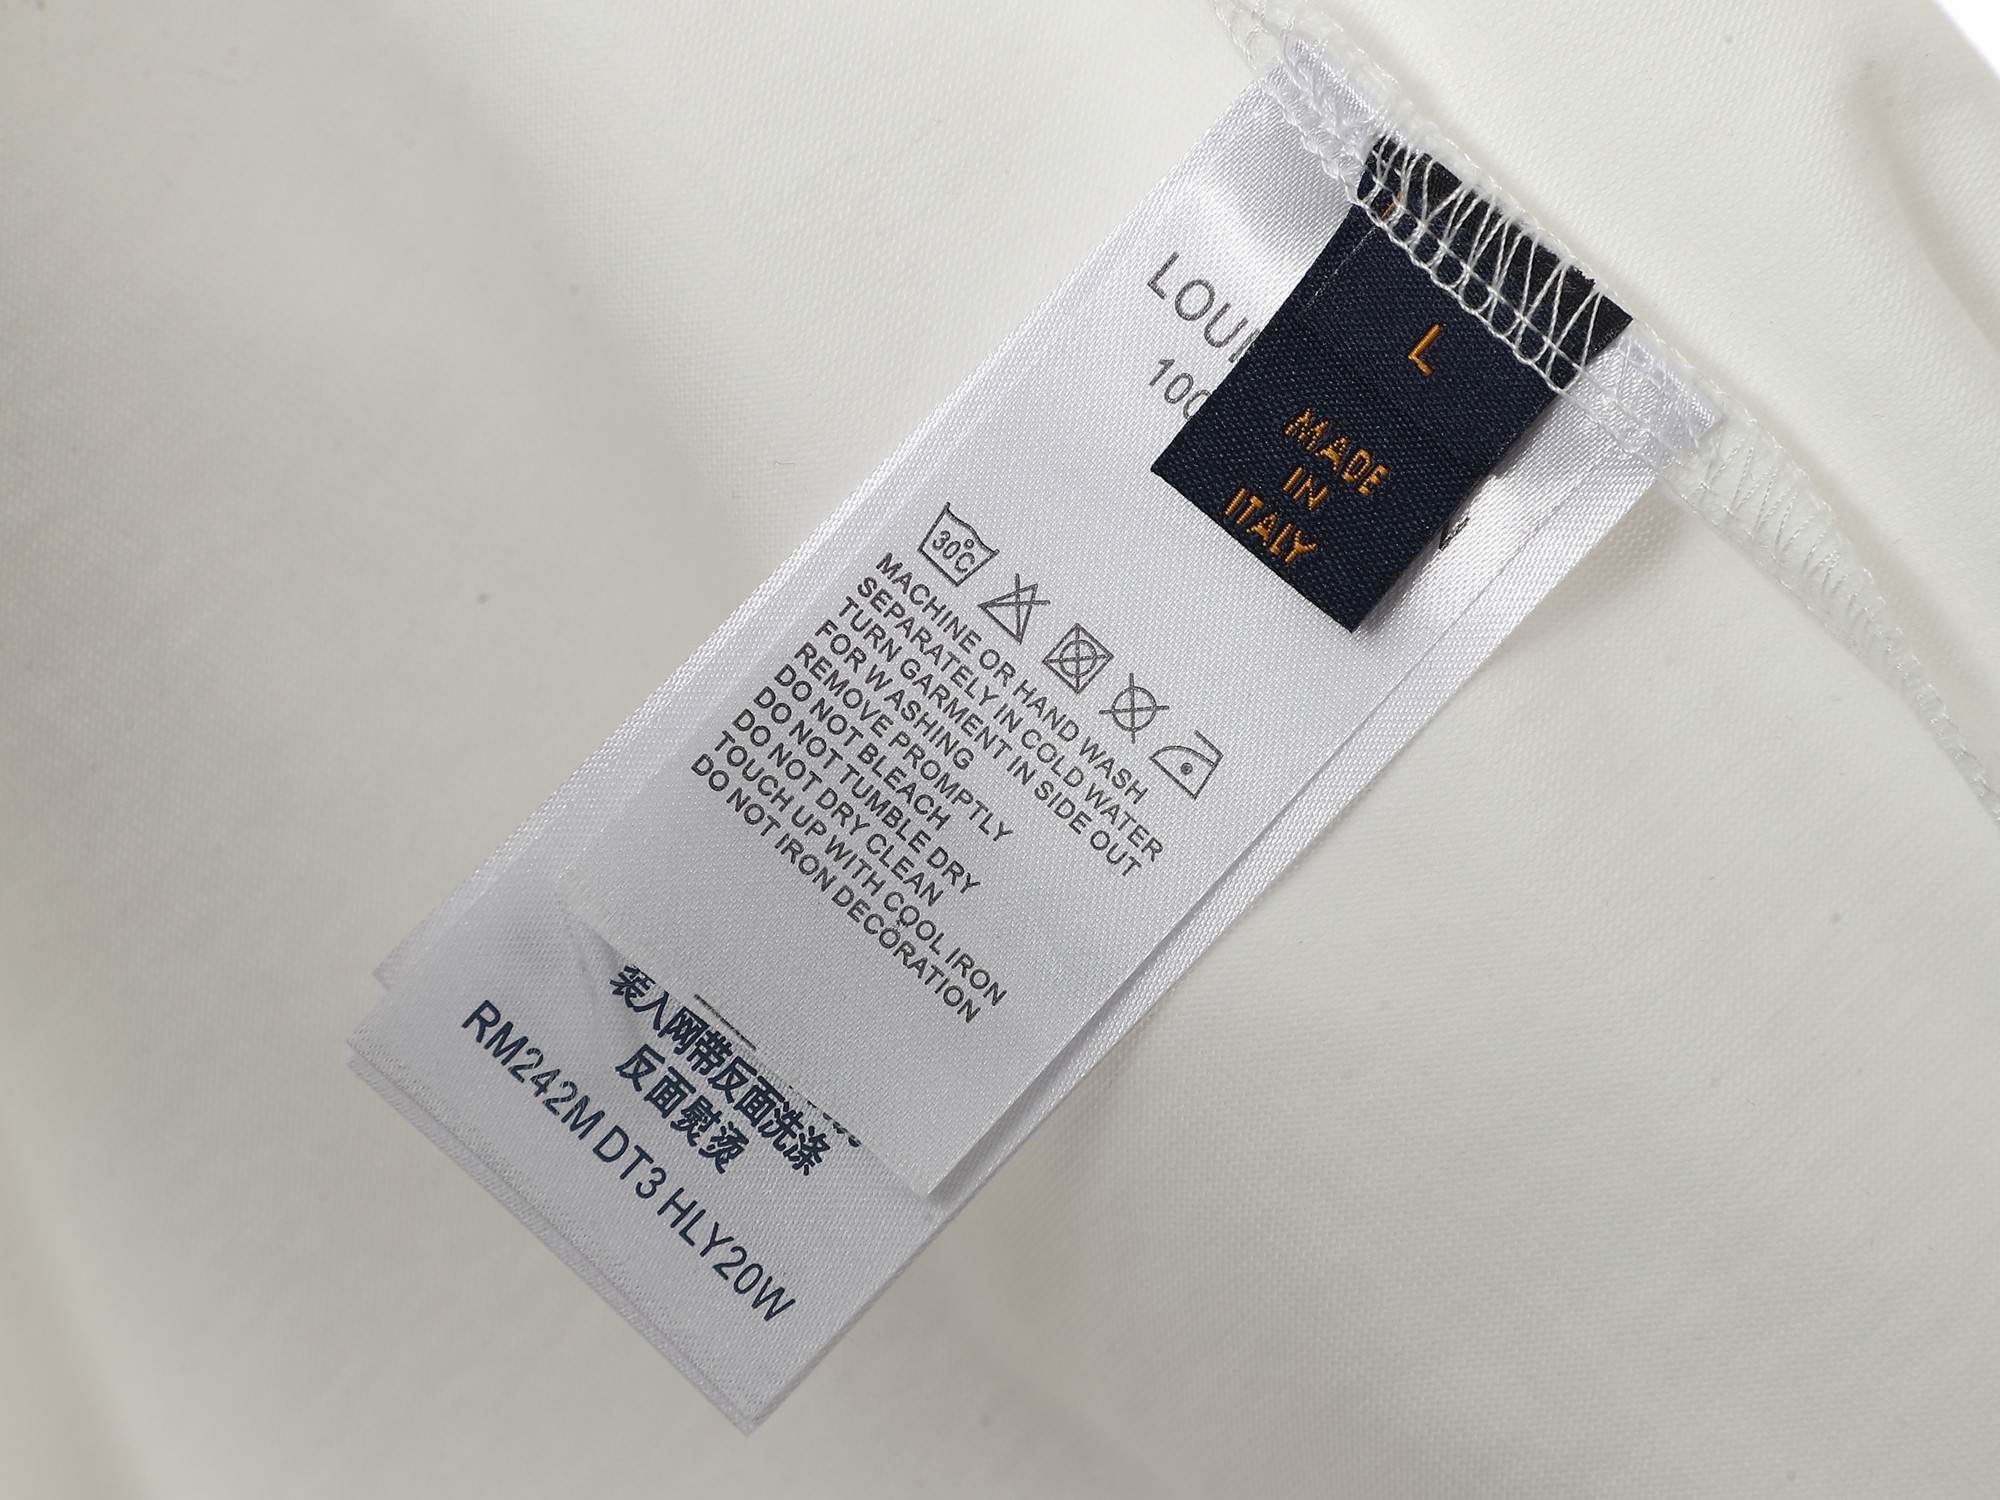 L
MADE
IN
ITALY
LOUI
100
30℃
MACHINE OR HAND WASH
SEPARATELY IN COLD WATER
TURN GARMENT IN SIDE OUT
FOR WASHING
REMOVE PROMPTLY
DO NOT BLEACH
DO NOT TUMBLE DRY
DO NOT DRY CLEAN
TOUCH UP WITH COOL IRON
DO NOT IRON DECORATION
装入网带反面洗涤
反面熨烫
RM242M DT3 HLY20W